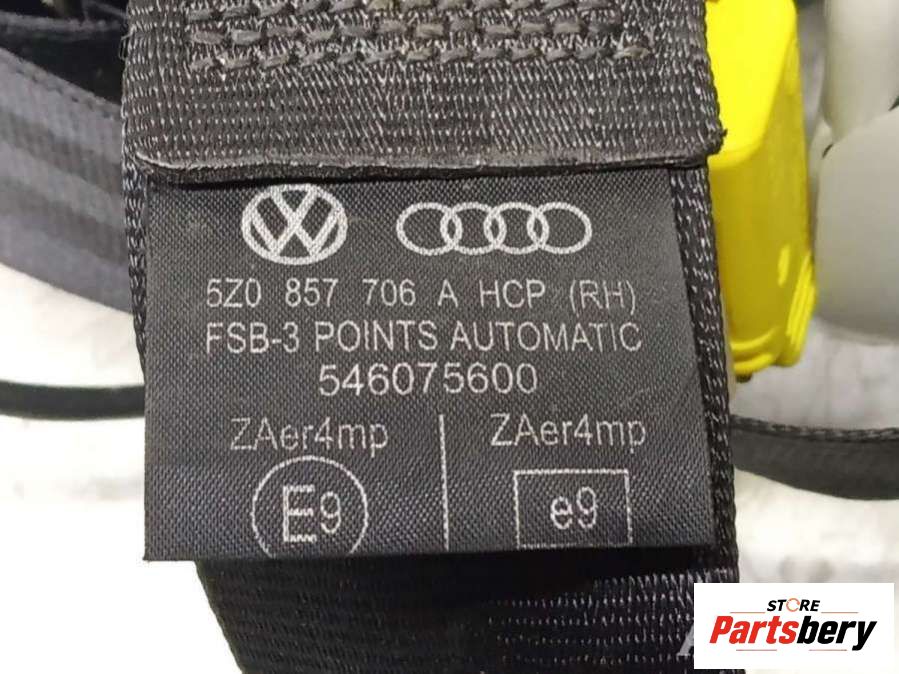 5Z0 857 706 A HCP (RH)
FSB-3 POINTS AUTOMATIC
546075600
ZAer4mp ZAer4mp
E9 e9
STORE
Partsbery